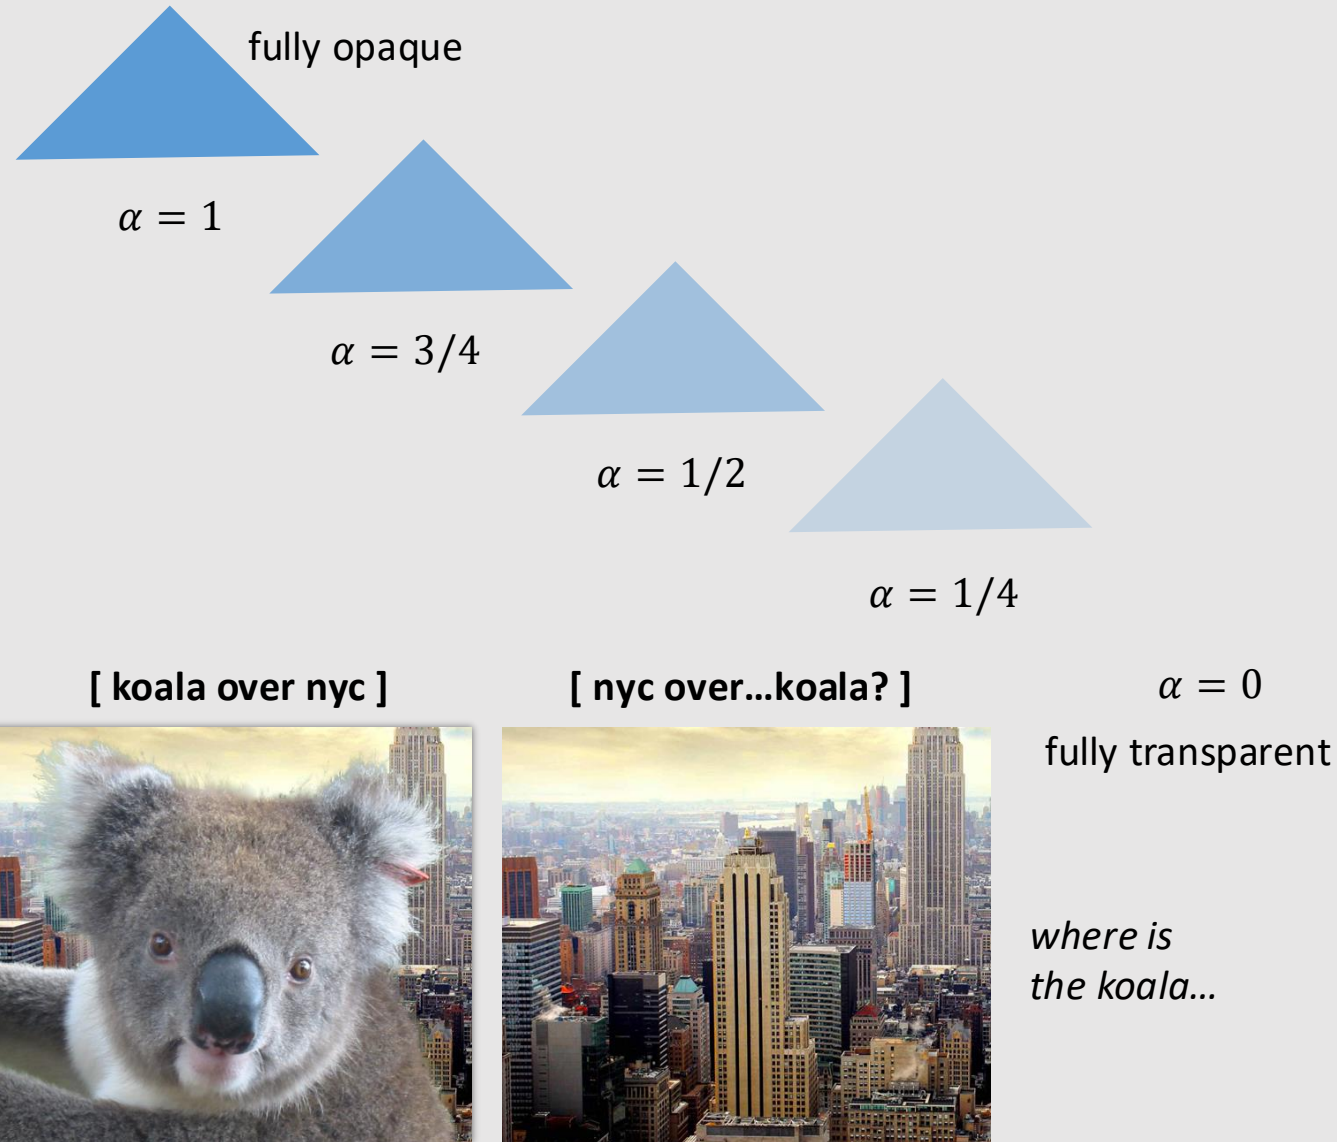 fully opaque
α = 1
α = 3/4
α = 1/2
α = 1/4
[ koala over nyc ]
[ nyc over...koala? ]
α = 0
fully transparent
where is
the koala...